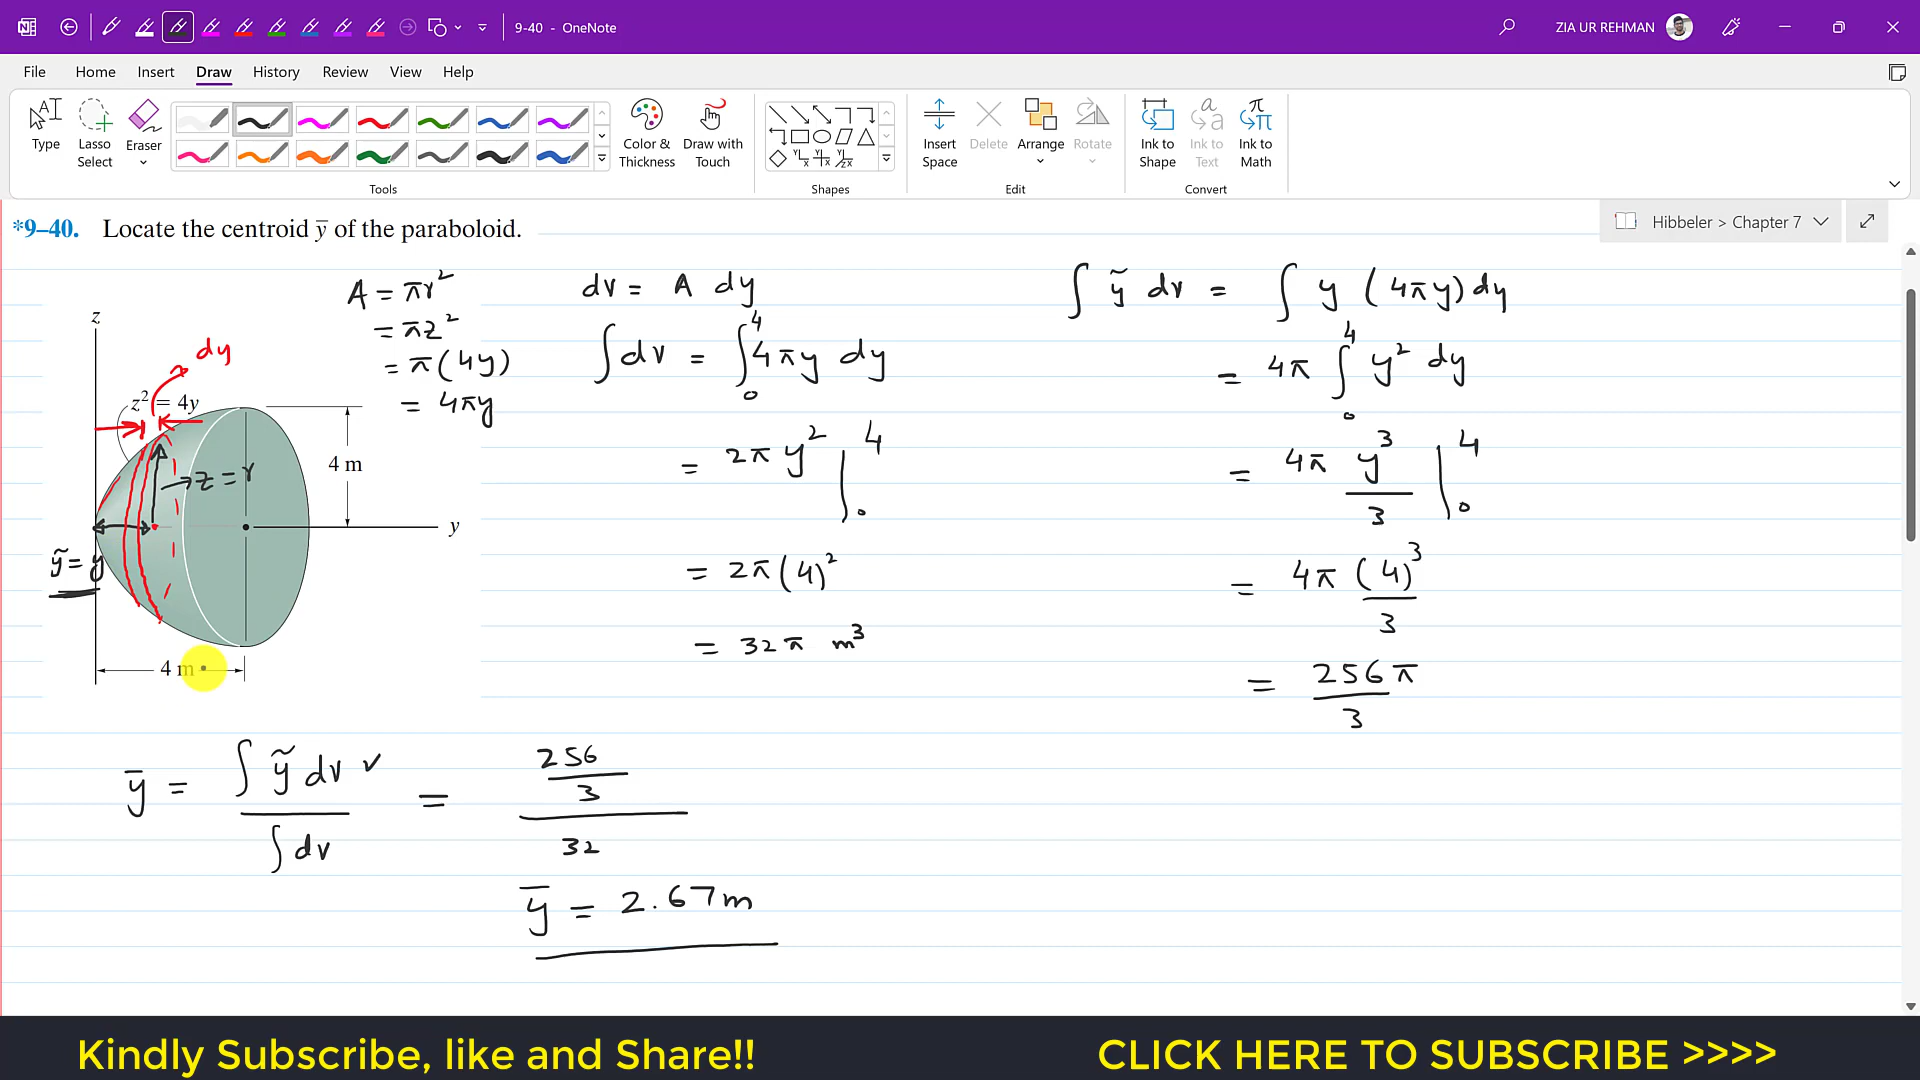 9-40 - OneNote
ZIA UR REHMAN
File Home Insert Draw History Review View Help
Type
Lasso Select
Eraser
Color & Thickness
Draw with Touch
Insert Space
Delete
Arrange
Rotate
Ink to Shape
Ink to Text
Ink to Math
Tools
Shapes
Edit
Convert
Hibbeler > Chapter 7
*9–40. Locate the centroid y̅ of the paraboloid.
z
dy
z² = 4y
z = r
4 m
y
ỹ = y
4 m
A = πr²
= πz²
= π(4y)
= 4πy
dv = A dy
∫dv = ∫₀⁴ 4πy dy
= 2π y² |₀⁴
= 2π(4)²
= 32π m³
∫ ỹ dv = ∫ y (4πy) dy
= 4π ∫₀⁴ y² dy
= 4π y³/3 |₀⁴
= 4π (4)³/3
= 256π/3
y̅ = ∫ ỹ dv ✓ / ∫ dv = 256/3 / 32
y̅ = 2.67m
Kindly Subscribe, like and Share!!
CLICK HERE TO SUBSCRIBE >>>>